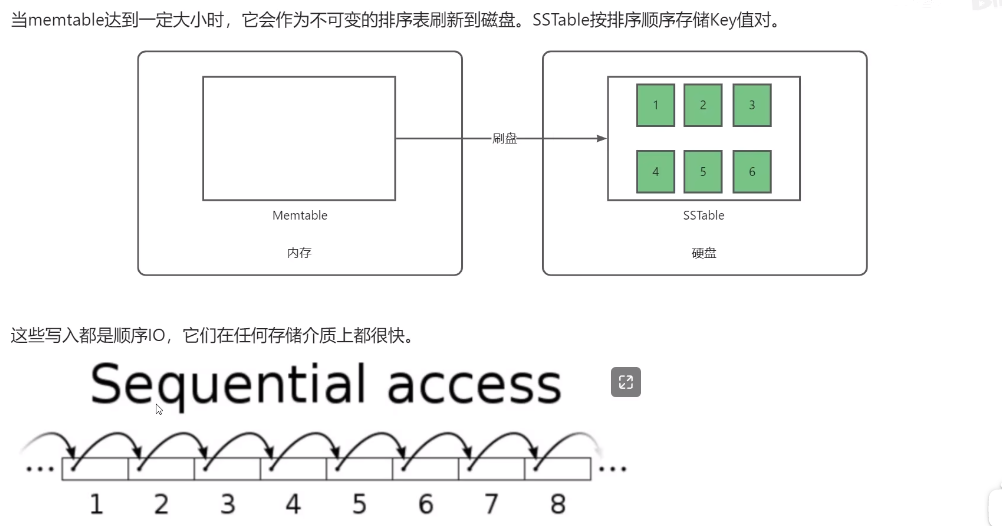 当memtable达到一定大小时，它会作为不可变的排序表刷新到磁盘。SSTable按排序顺序存储Key值对。
1 2 3
刷盘
4 5 6
Memtable SSTable
内存 硬盘
这些写入都是顺序IO，它们在任何存储介质上都很快。
Sequential access
... ...
1 2 3 4 5 6 7 8